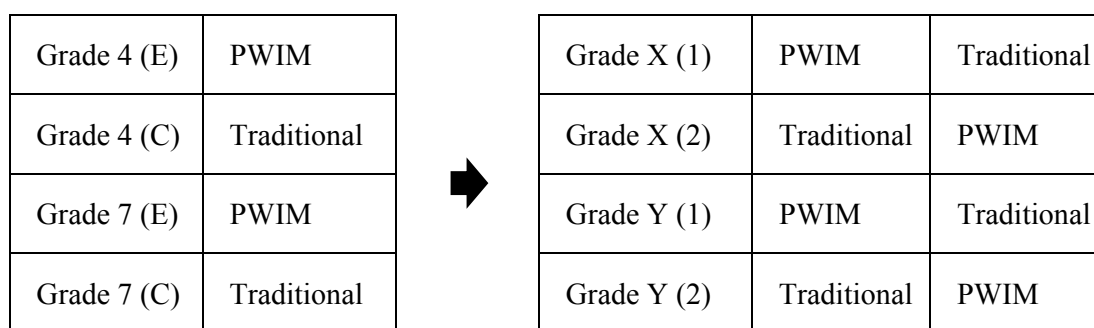 Grade 4 (E) PWIM
Grade 4 (C) Traditional
Grade 7 (E) PWIM
Grade 7 (C) Traditional
Grade X (1) PWIM Traditional
Grade X (2) Traditional PWIM
Grade Y (1) PWIM Traditional
Grade Y (2) Traditional PWIM